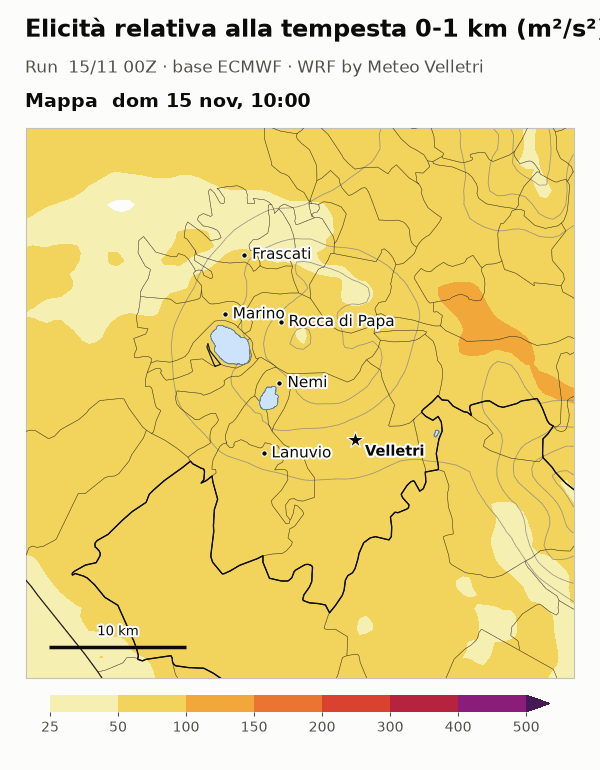 Elicità relativa alla tempesta 0-1 km (m²/s²)
Run 15/11 00Z · base ECMWF · WRF by Meteo Velletri
Mappa dom 15 nov, 10:00
Frascati
Marino
Rocca di Papa
Nemi
Velletri
Lanuvio
10 km
25 50 100 150 200 300 400 500